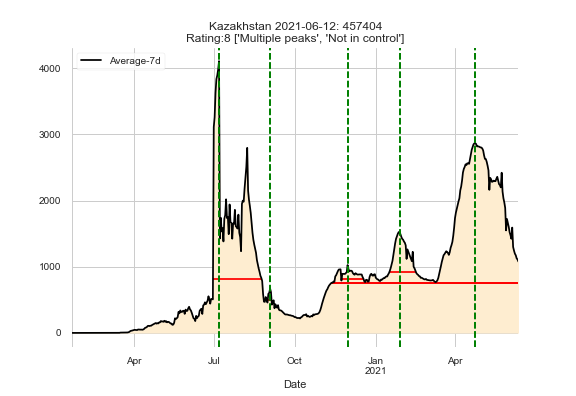 Kazakhstan 2021-06-12: 457404
Rating:8 ['Multiple peaks', 'Not in control']
Average-7d
4000
3000
2000
1000
0
Apr
Jul
Oct
Jan
2021
Apr
Date